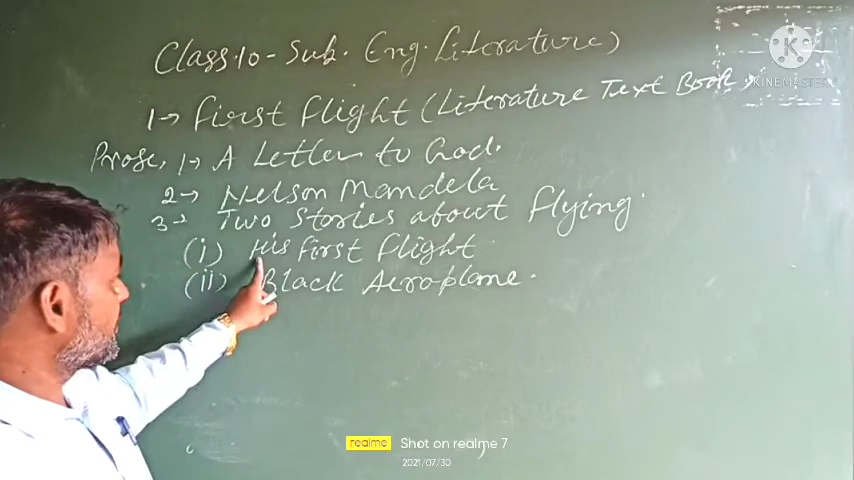 Class.10 - Sub. Eng. Literature)
KINEMASTER
1→ First flight (Literature Text Book.
Prose, 1→ A Letter to God.
2→ Nelson Mandela
3→ Two Stories about flying.
(i) His first flight
(ii) Black Aeroplane.
realme Shot on realme 7
2021/07/30